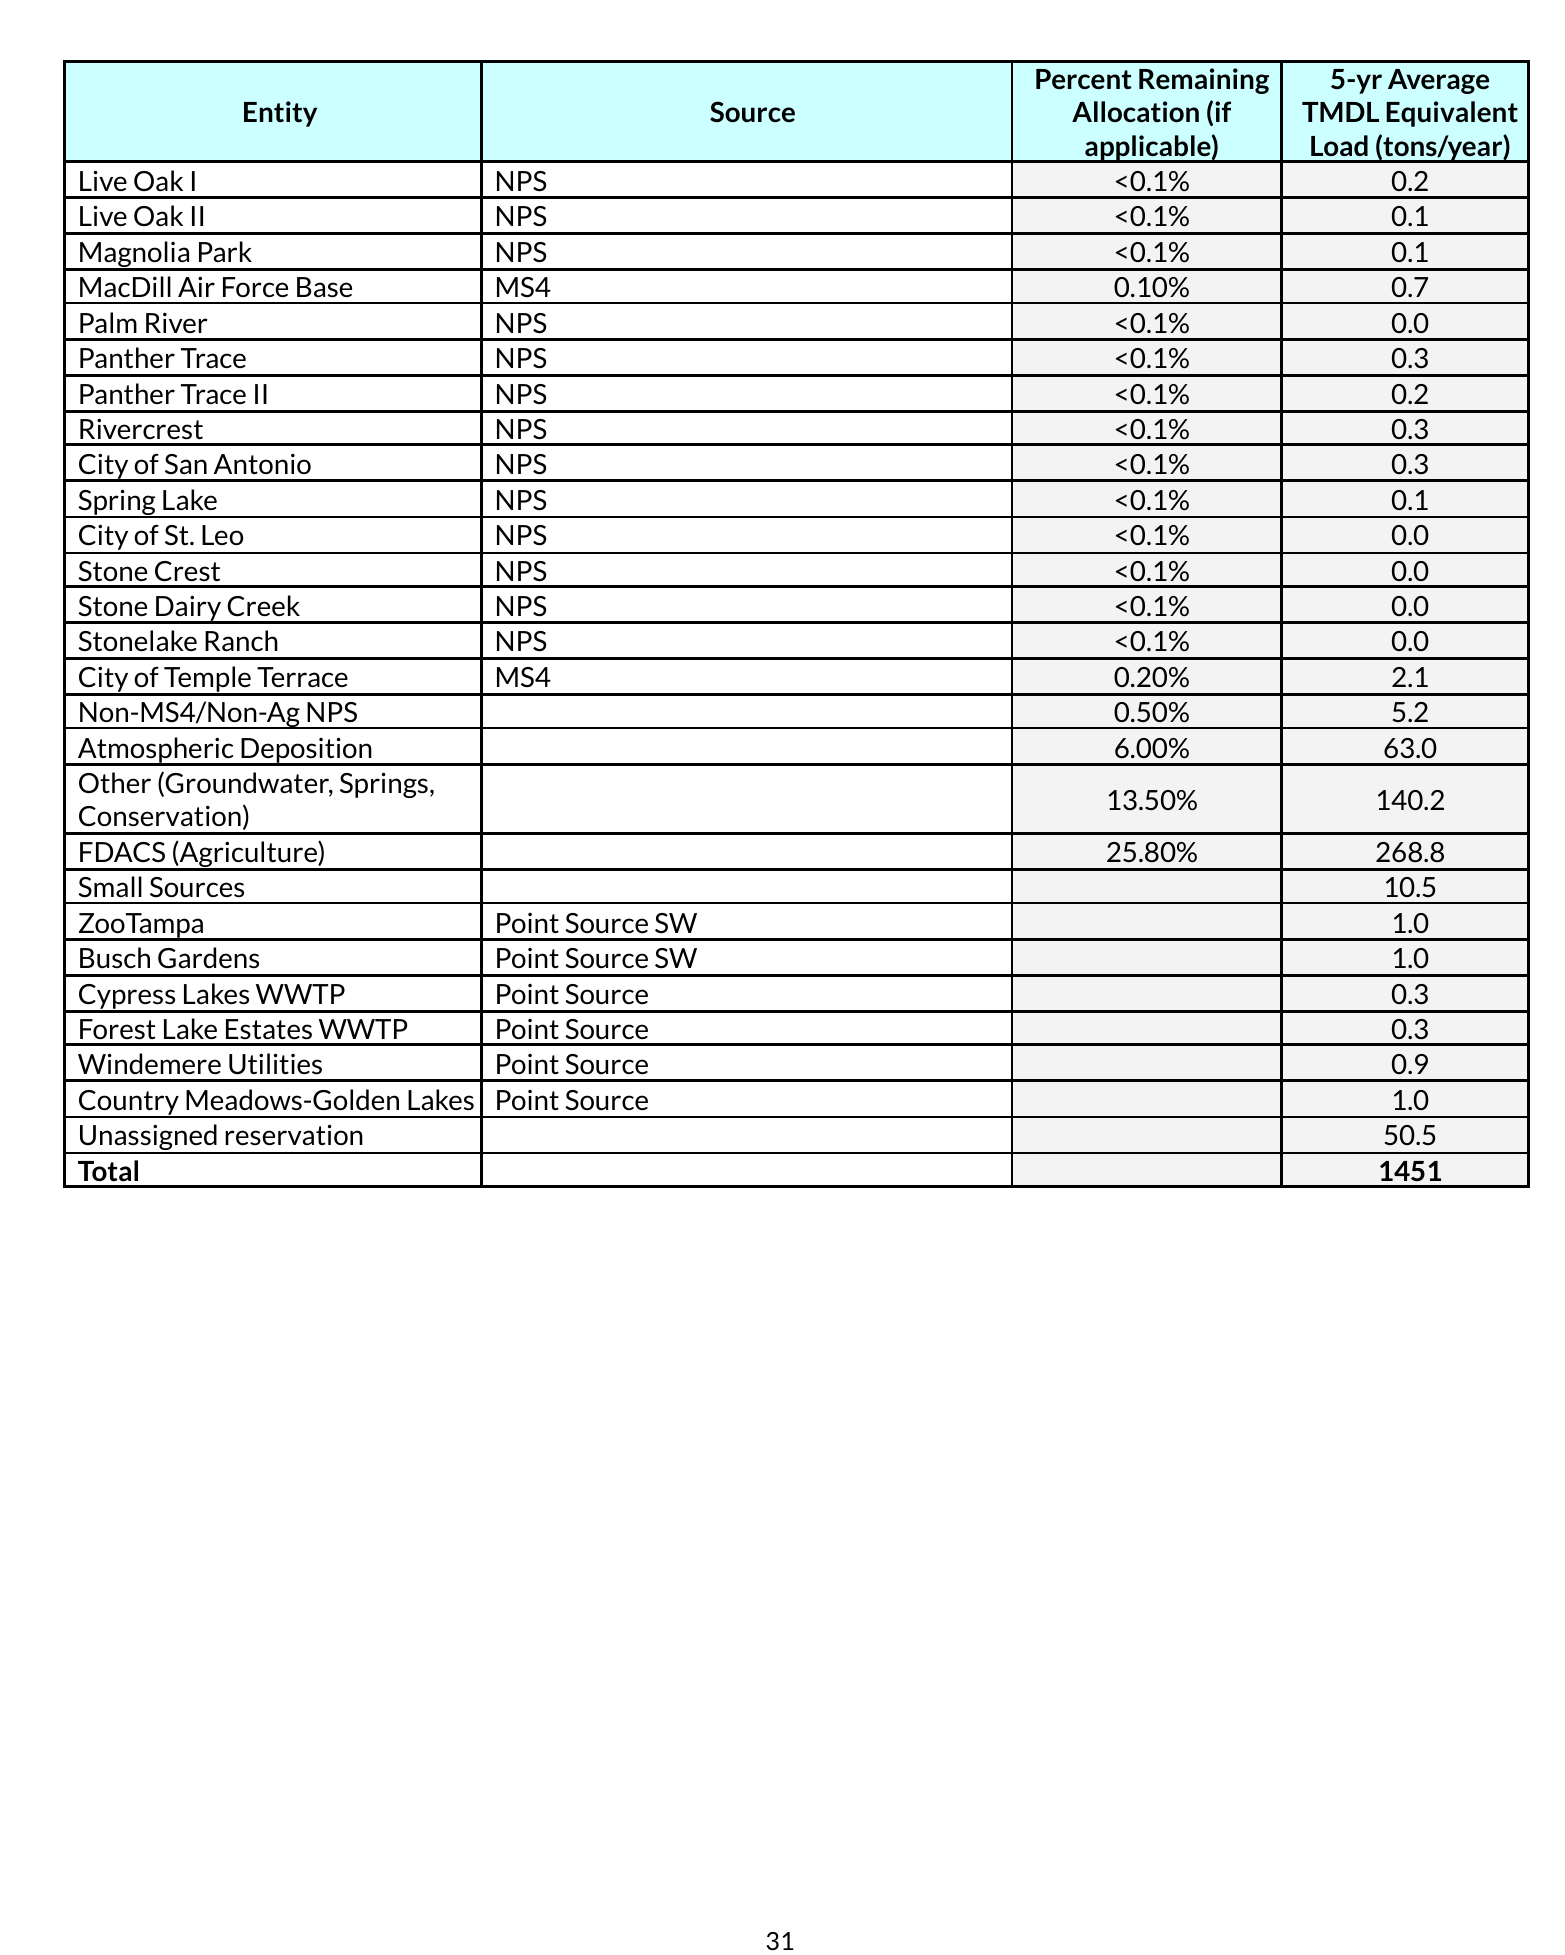 Entity Source Percent Remaining Allocation (if applicable) 5-yr Average TMDL Equivalent Load (tons/year)
Live Oak I NPS <0.1% 0.2
Live Oak II NPS <0.1% 0.1
Magnolia Park NPS <0.1% 0.1
MacDill Air Force Base MS4 0.10% 0.7
Palm River NPS <0.1% 0.0
Panther Trace NPS <0.1% 0.3
Panther Trace II NPS <0.1% 0.2
Rivercrest NPS <0.1% 0.3
City of San Antonio NPS <0.1% 0.3
Spring Lake NPS <0.1% 0.1
City of St. Leo NPS <0.1% 0.0
Stone Crest NPS <0.1% 0.0
Stone Dairy Creek NPS <0.1% 0.0
Stonelake Ranch NPS <0.1% 0.0
City of Temple Terrace MS4 0.20% 2.1
Non-MS4/Non-Ag NPS 0.50% 5.2
Atmospheric Deposition 6.00% 63.0
Other (Groundwater, Springs,
Conservation) 13.50% 140.2
FDACS (Agriculture) 25.80% 268.8
Small Sources 10.5
ZooTampa Point Source SW 1.0
Busch Gardens Point Source SW 1.0
Cypress Lakes WWTP Point Source 0.3
Forest Lake Estates WWTP Point Source 0.3
Windemere Utilities Point Source 0.9
Country Meadows-Golden Lakes Point Source 1.0
Unassigned reservation 50.5
Total 1451
31